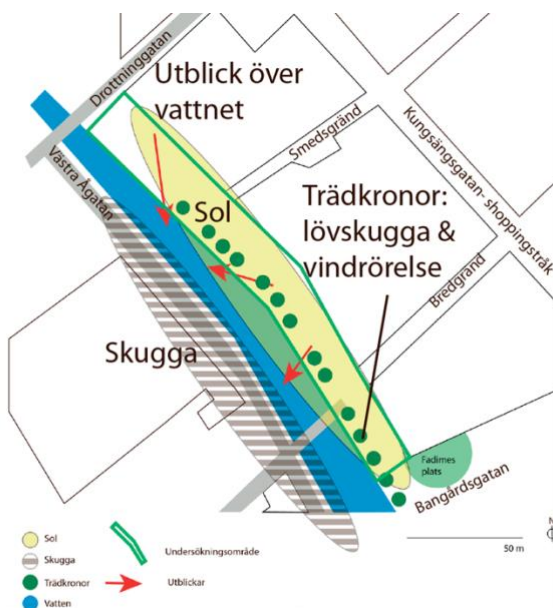 Drottninggatan
Utblick över
vattnet
Västra Ågatan
Smedsgränd
Kungsängsgatan- shoppingstråk
Sol
Trädkronor:
lövskugga &
vindrörelse
Bredgränd
Skugga
Fadimes
plats
Bangårdsgatan
Sol
Skugga
Trädkronor
Vatten
Undersökningsområde
Utblickar
50 m
N